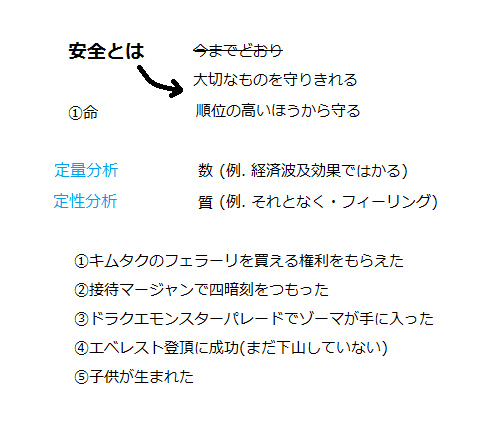 安全とは
今までどおり
大切なものを守りきれる
①命
順位の高いほうから守る
定量分析
数 (例. 経済波及効果ではかる)
定性分析
質 (例. それとなく・フィーリング)
①キムタクのフェラーリを買える権利をもらえた
②接待マージャンで四暗刻をつもった
③ドラクエモンスターパレードでゾーマが手に入った
④エベレスト登頂に成功(まだ下山していない)
⑤子供が生まれた